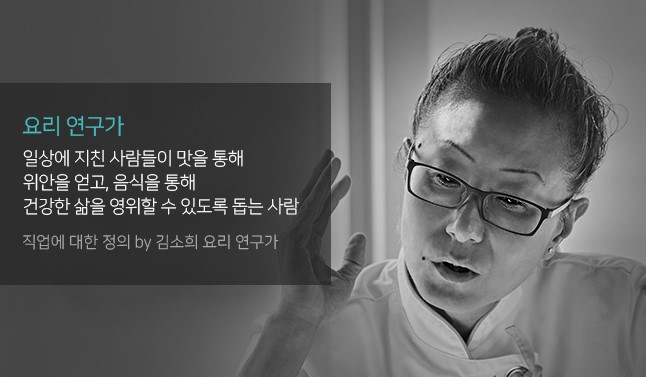 요리 연구가
일상에 지친 사람들이 맛을 통해
위안을 얻고, 음식을 통해
건강한 삶을 영위할 수 있도록 돕는 사람
직업에 대한 정의 by 김소희 요리 연구가